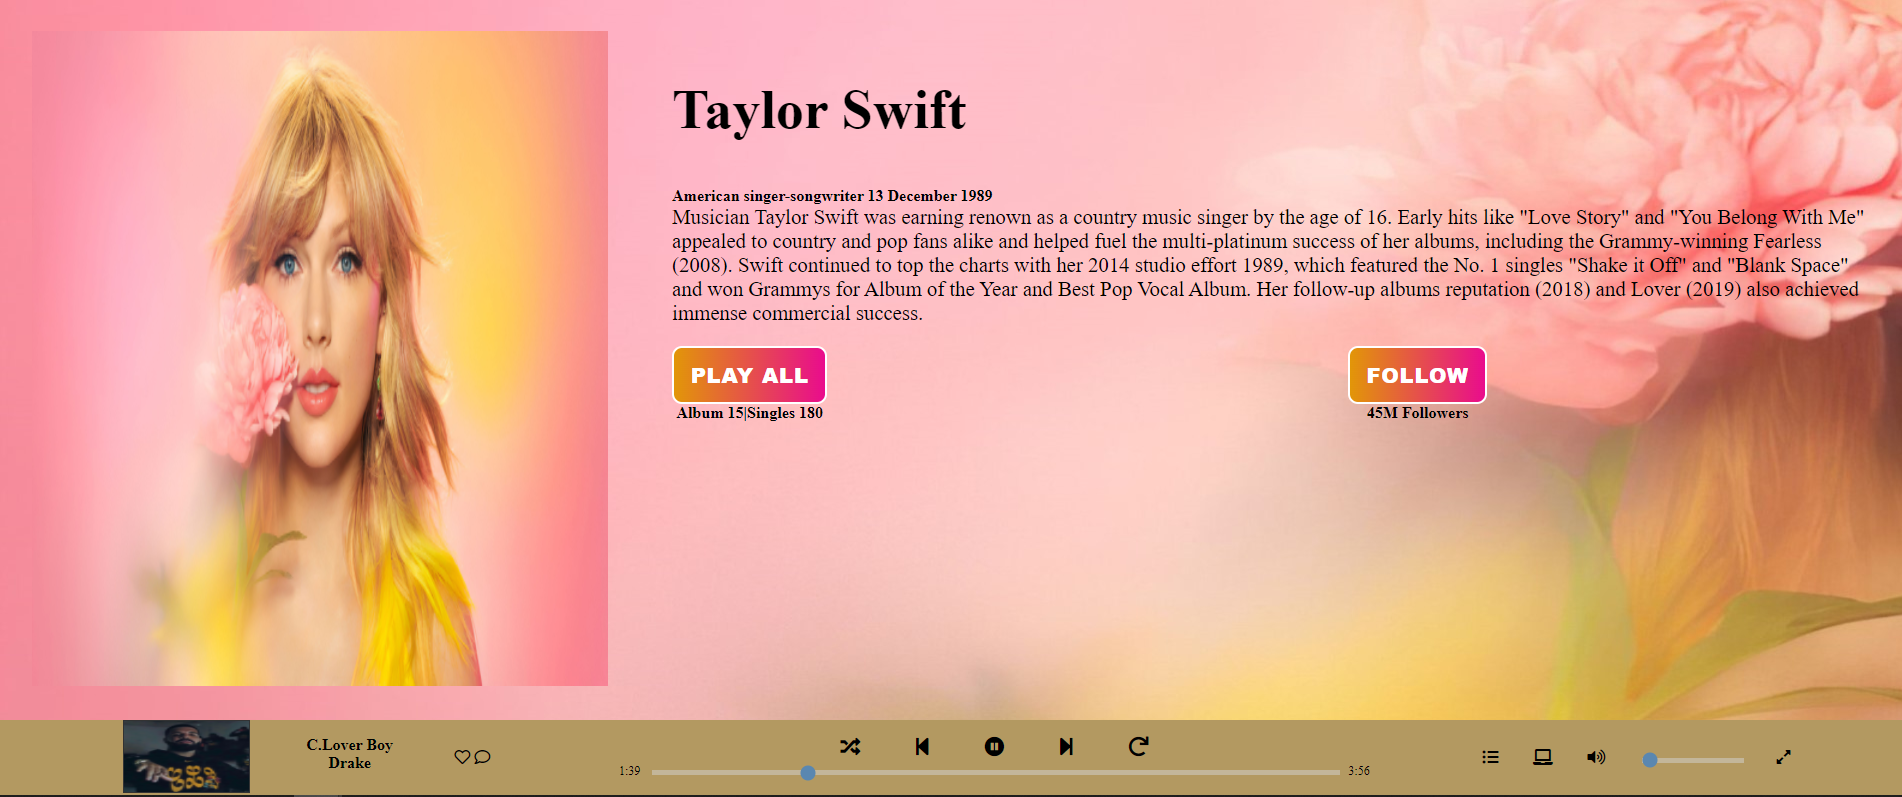 Taylor Swift
American singer-songwriter 13 December 1989
Musician Taylor Swift was earning renown as a country music singer by the age of 16. Early hits like "Love Story" and "You Belong With Me"
appealed to country and pop fans alike and helped fuel the multi-platinum success of her albums, including the Grammy-winning Fearless
(2008). Swift continued to top the charts with her 2014 studio effort 1989, which featured the No. 1 singles "Shake it Off" and "Blank Space"
and won Grammys for Album of the Year and Best Pop Vocal Album. Her follow-up albums reputation (2018) and Lover (2019) also achieved
immense commercial success.
PLAY ALL
Album 15|Singles 180
FOLLOW
45M Followers
C.Lover Boy
Drake
1:39
3:56